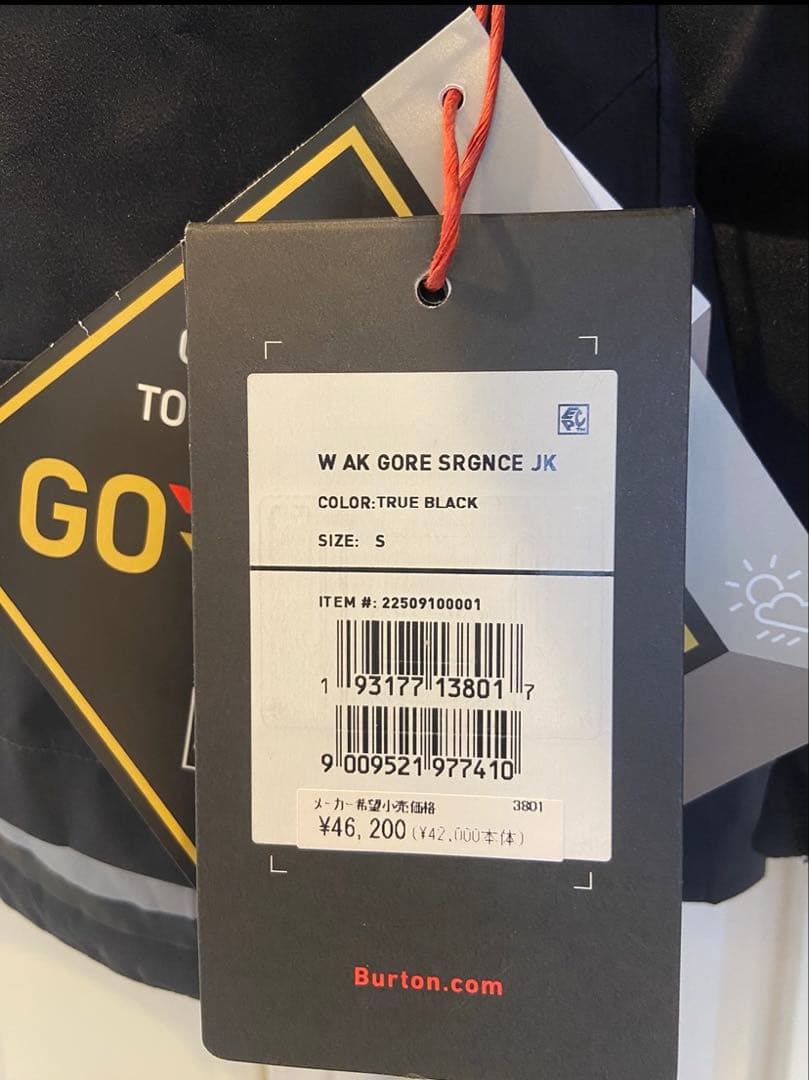 TO
GO
EPC™
W AK GORE SRGNCE JK
COLOR:TRUE BLACK
SIZE: S
ITEM #: 22509100001
1 93177 13801 7
9 009521 977410
メーカー希望小売価格 3801
¥46,200 (¥42,000本体)
Burton.com